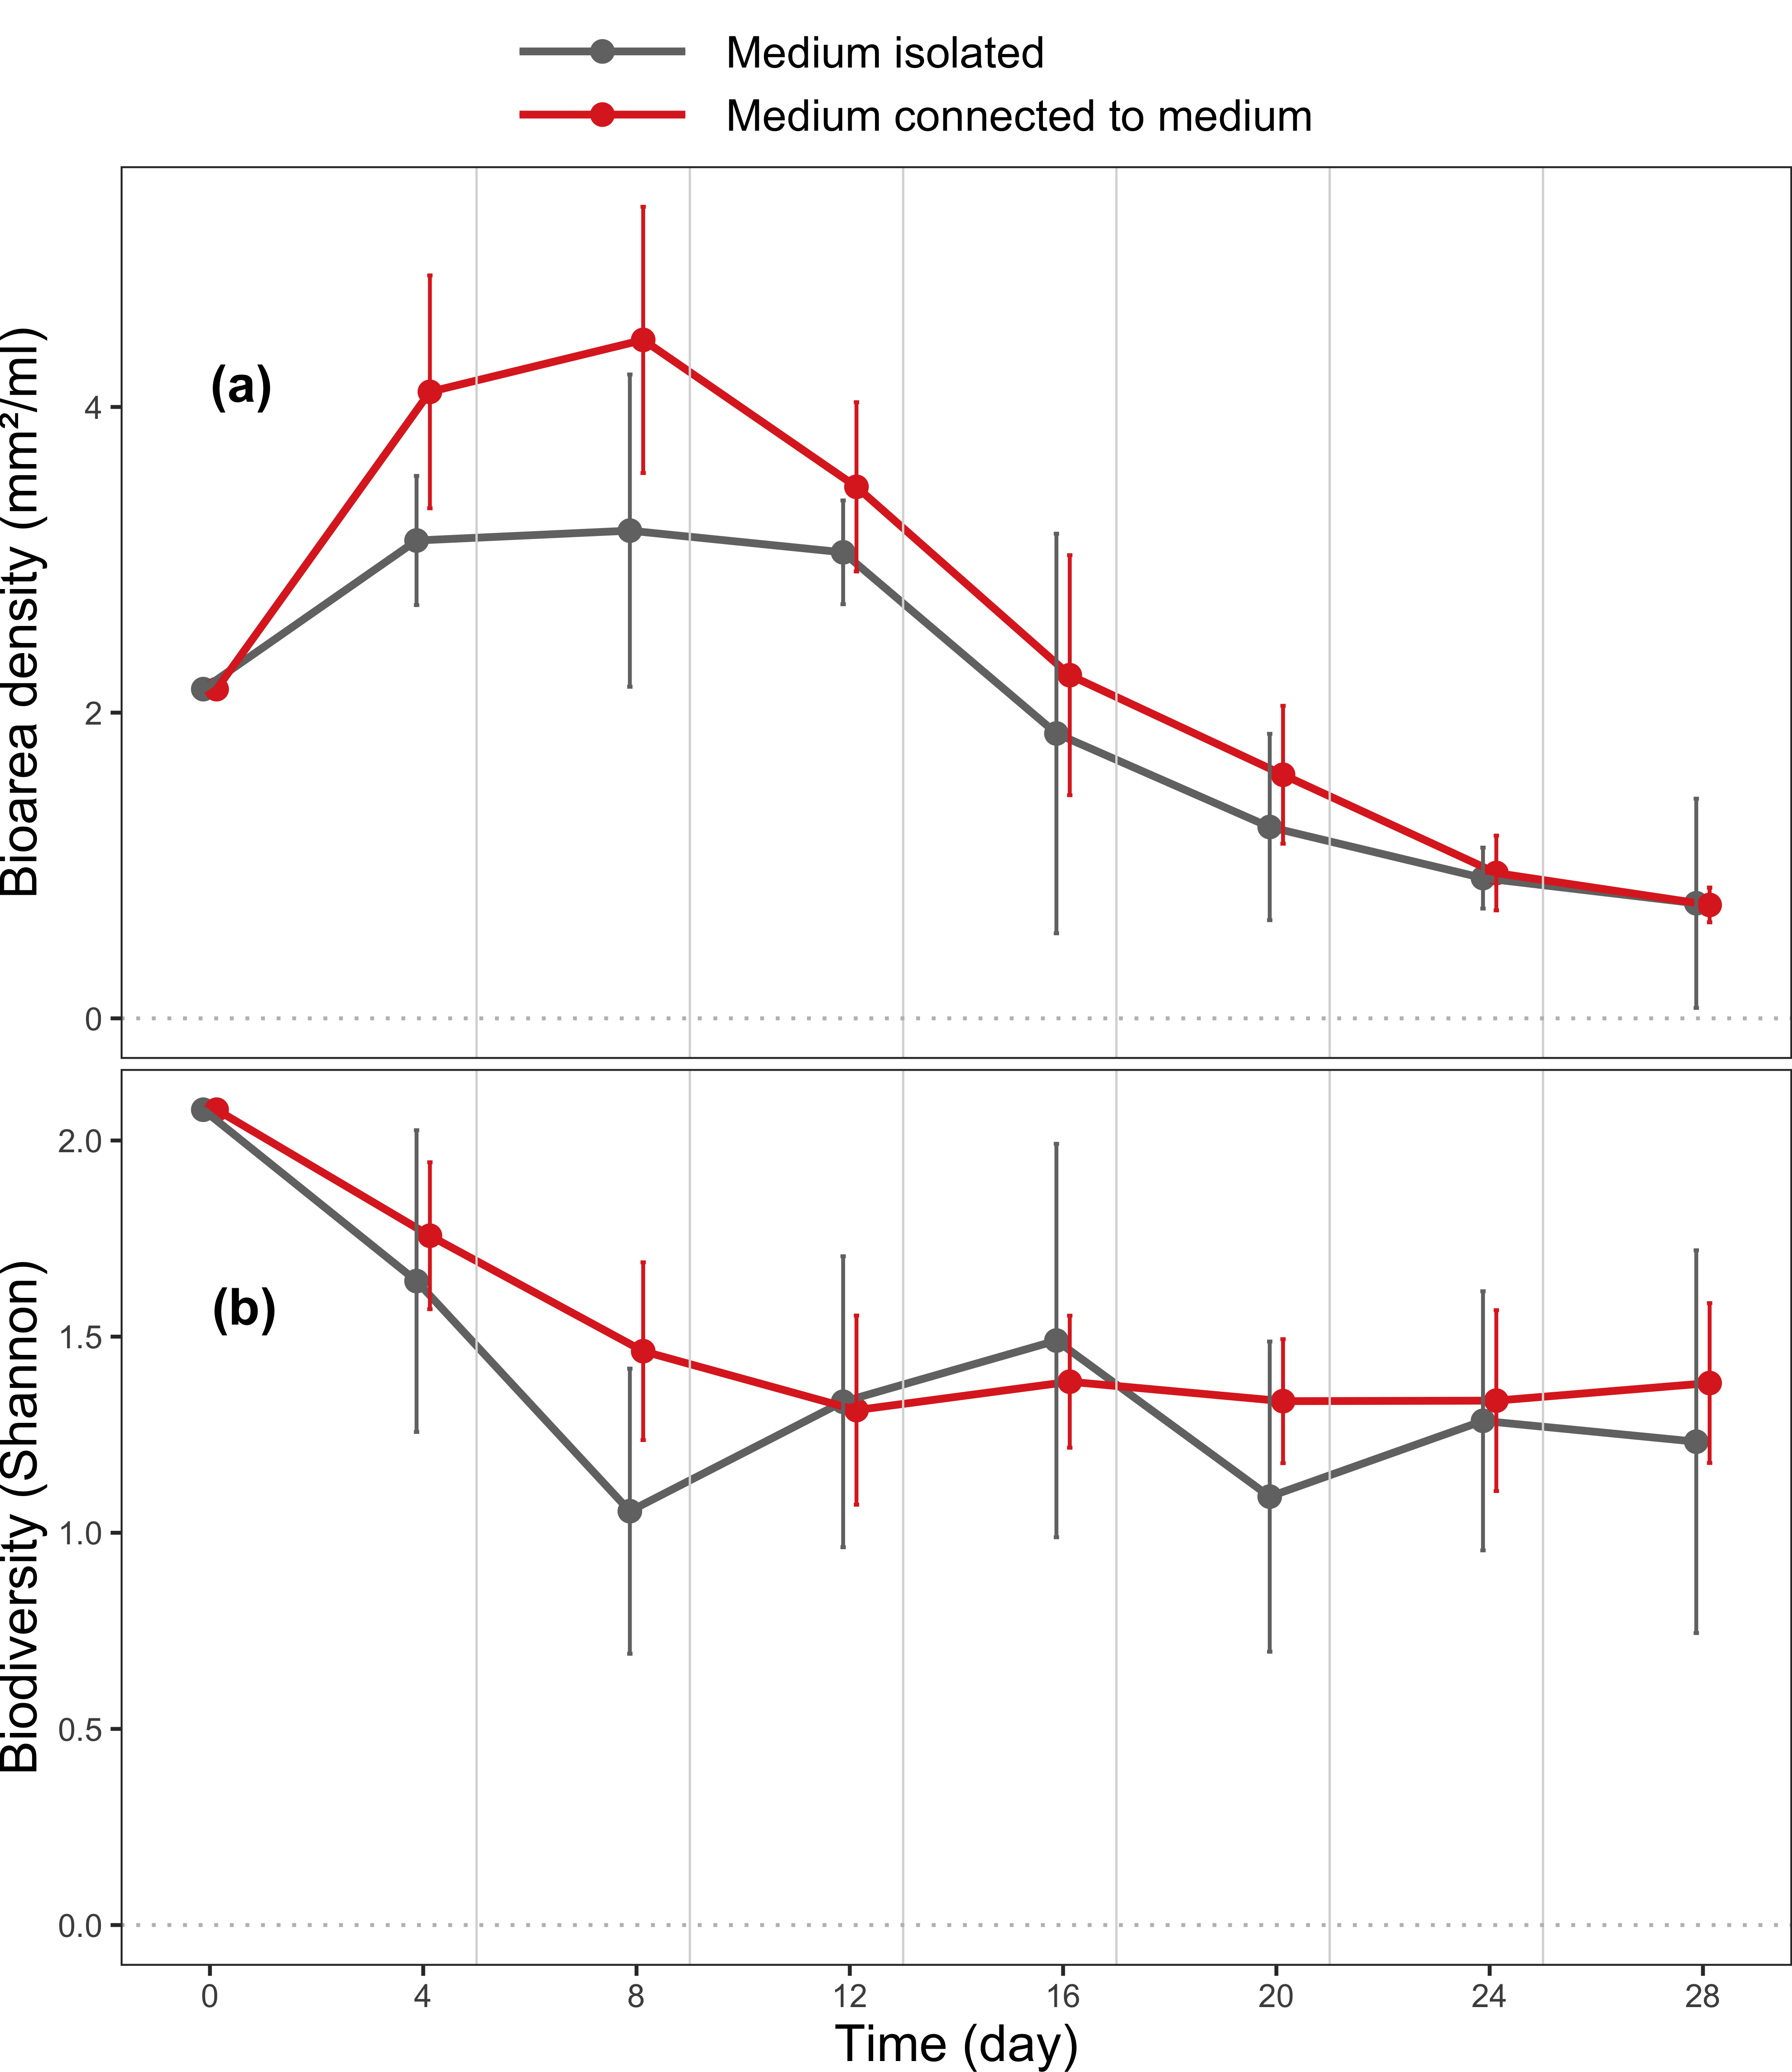 Medium isolated
Medium connected to medium
(a)
Bioarea density (mm²/ml)
4
2
0
(b)
Biodiversity (Shannon)
2.0
1.5
1.0
0.5
0.0
0 4 8 12 16 20 24 28
Time (day)